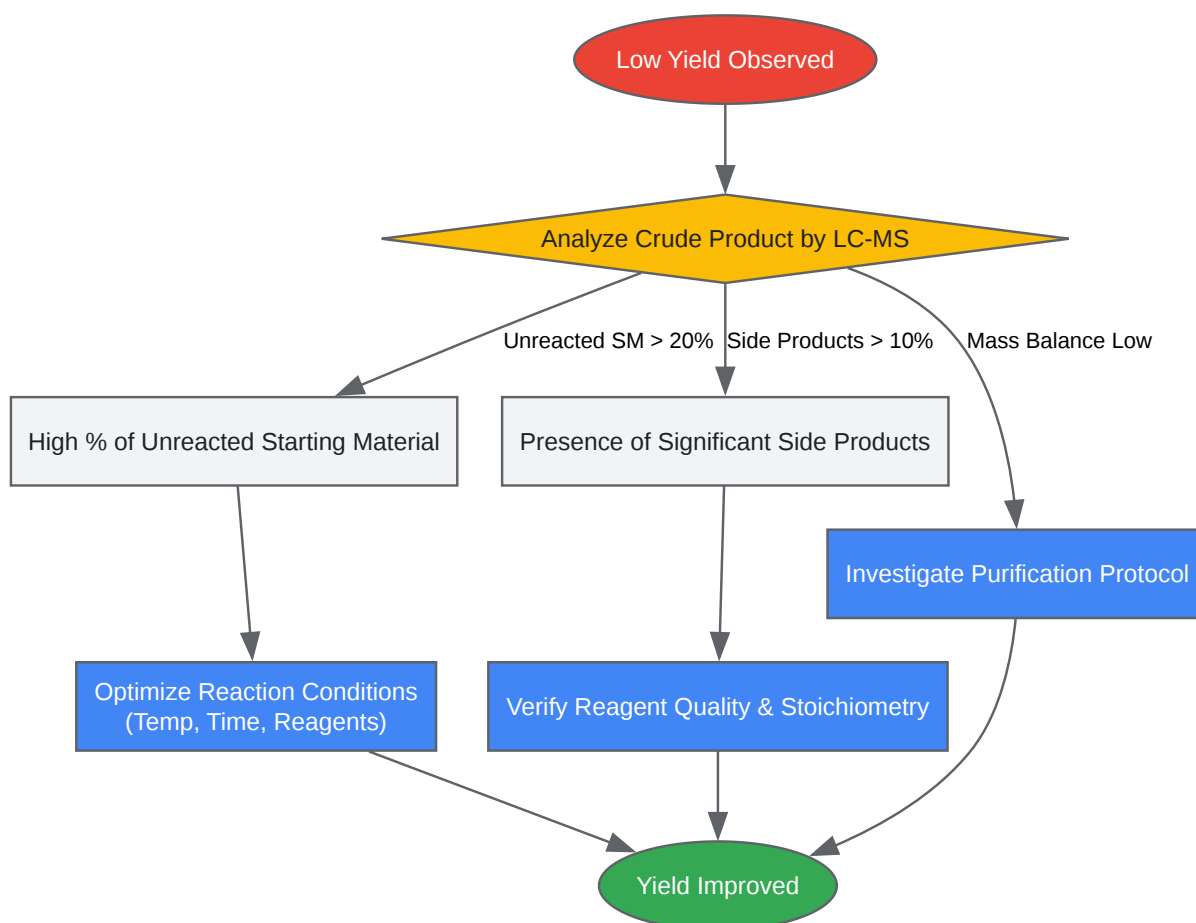 Low Yield Observed
Analyze Crude Product by LC-MS
Unreacted SM > 20%
Side Products > 10%
Mass Balance Low
High % of Unreacted Starting Material
Presence of Significant Side Products
Investigate Purification Protocol
Optimize Reaction Conditions
(Temp, Time, Reagents)
Verify Reagent Quality & Stoichiometry
Yield Improved